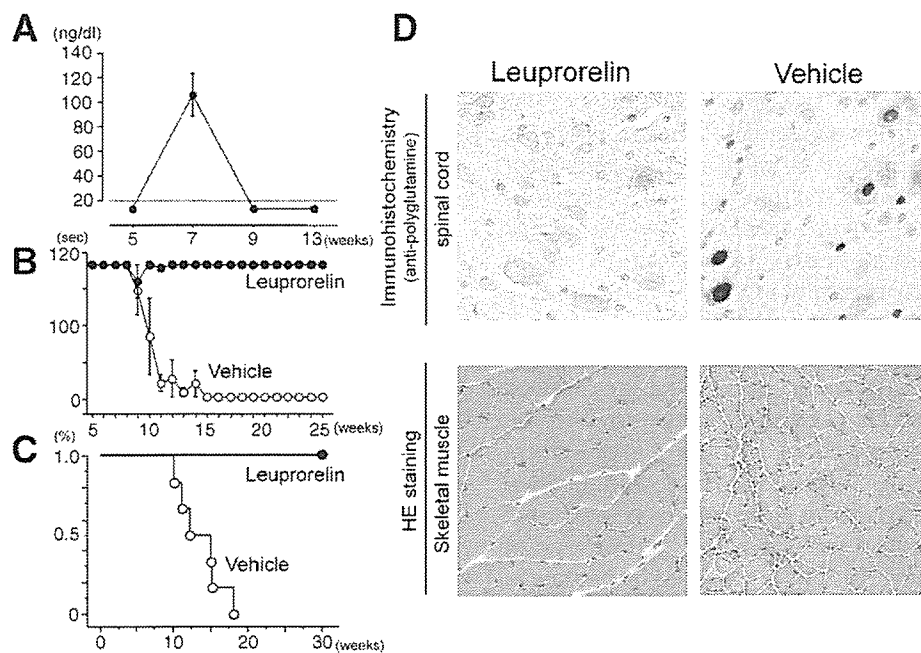 A
(ng/dl)
140
120
100
80
60
40
20
5 7 9 13 (weeks)
B
(sec)
120
100
0
Leuprorelin
Vehicle
5 10 15 20 25 (weeks)
C
(%)
1.0
0.5
0
Leuprorelin
Vehicle
0 10 20 30 (weeks)
D
Leuprorelin Vehicle
Immunohistochemistry
(anti-polyglutamine)
spinal cord
HE staining
Skeletal muscle